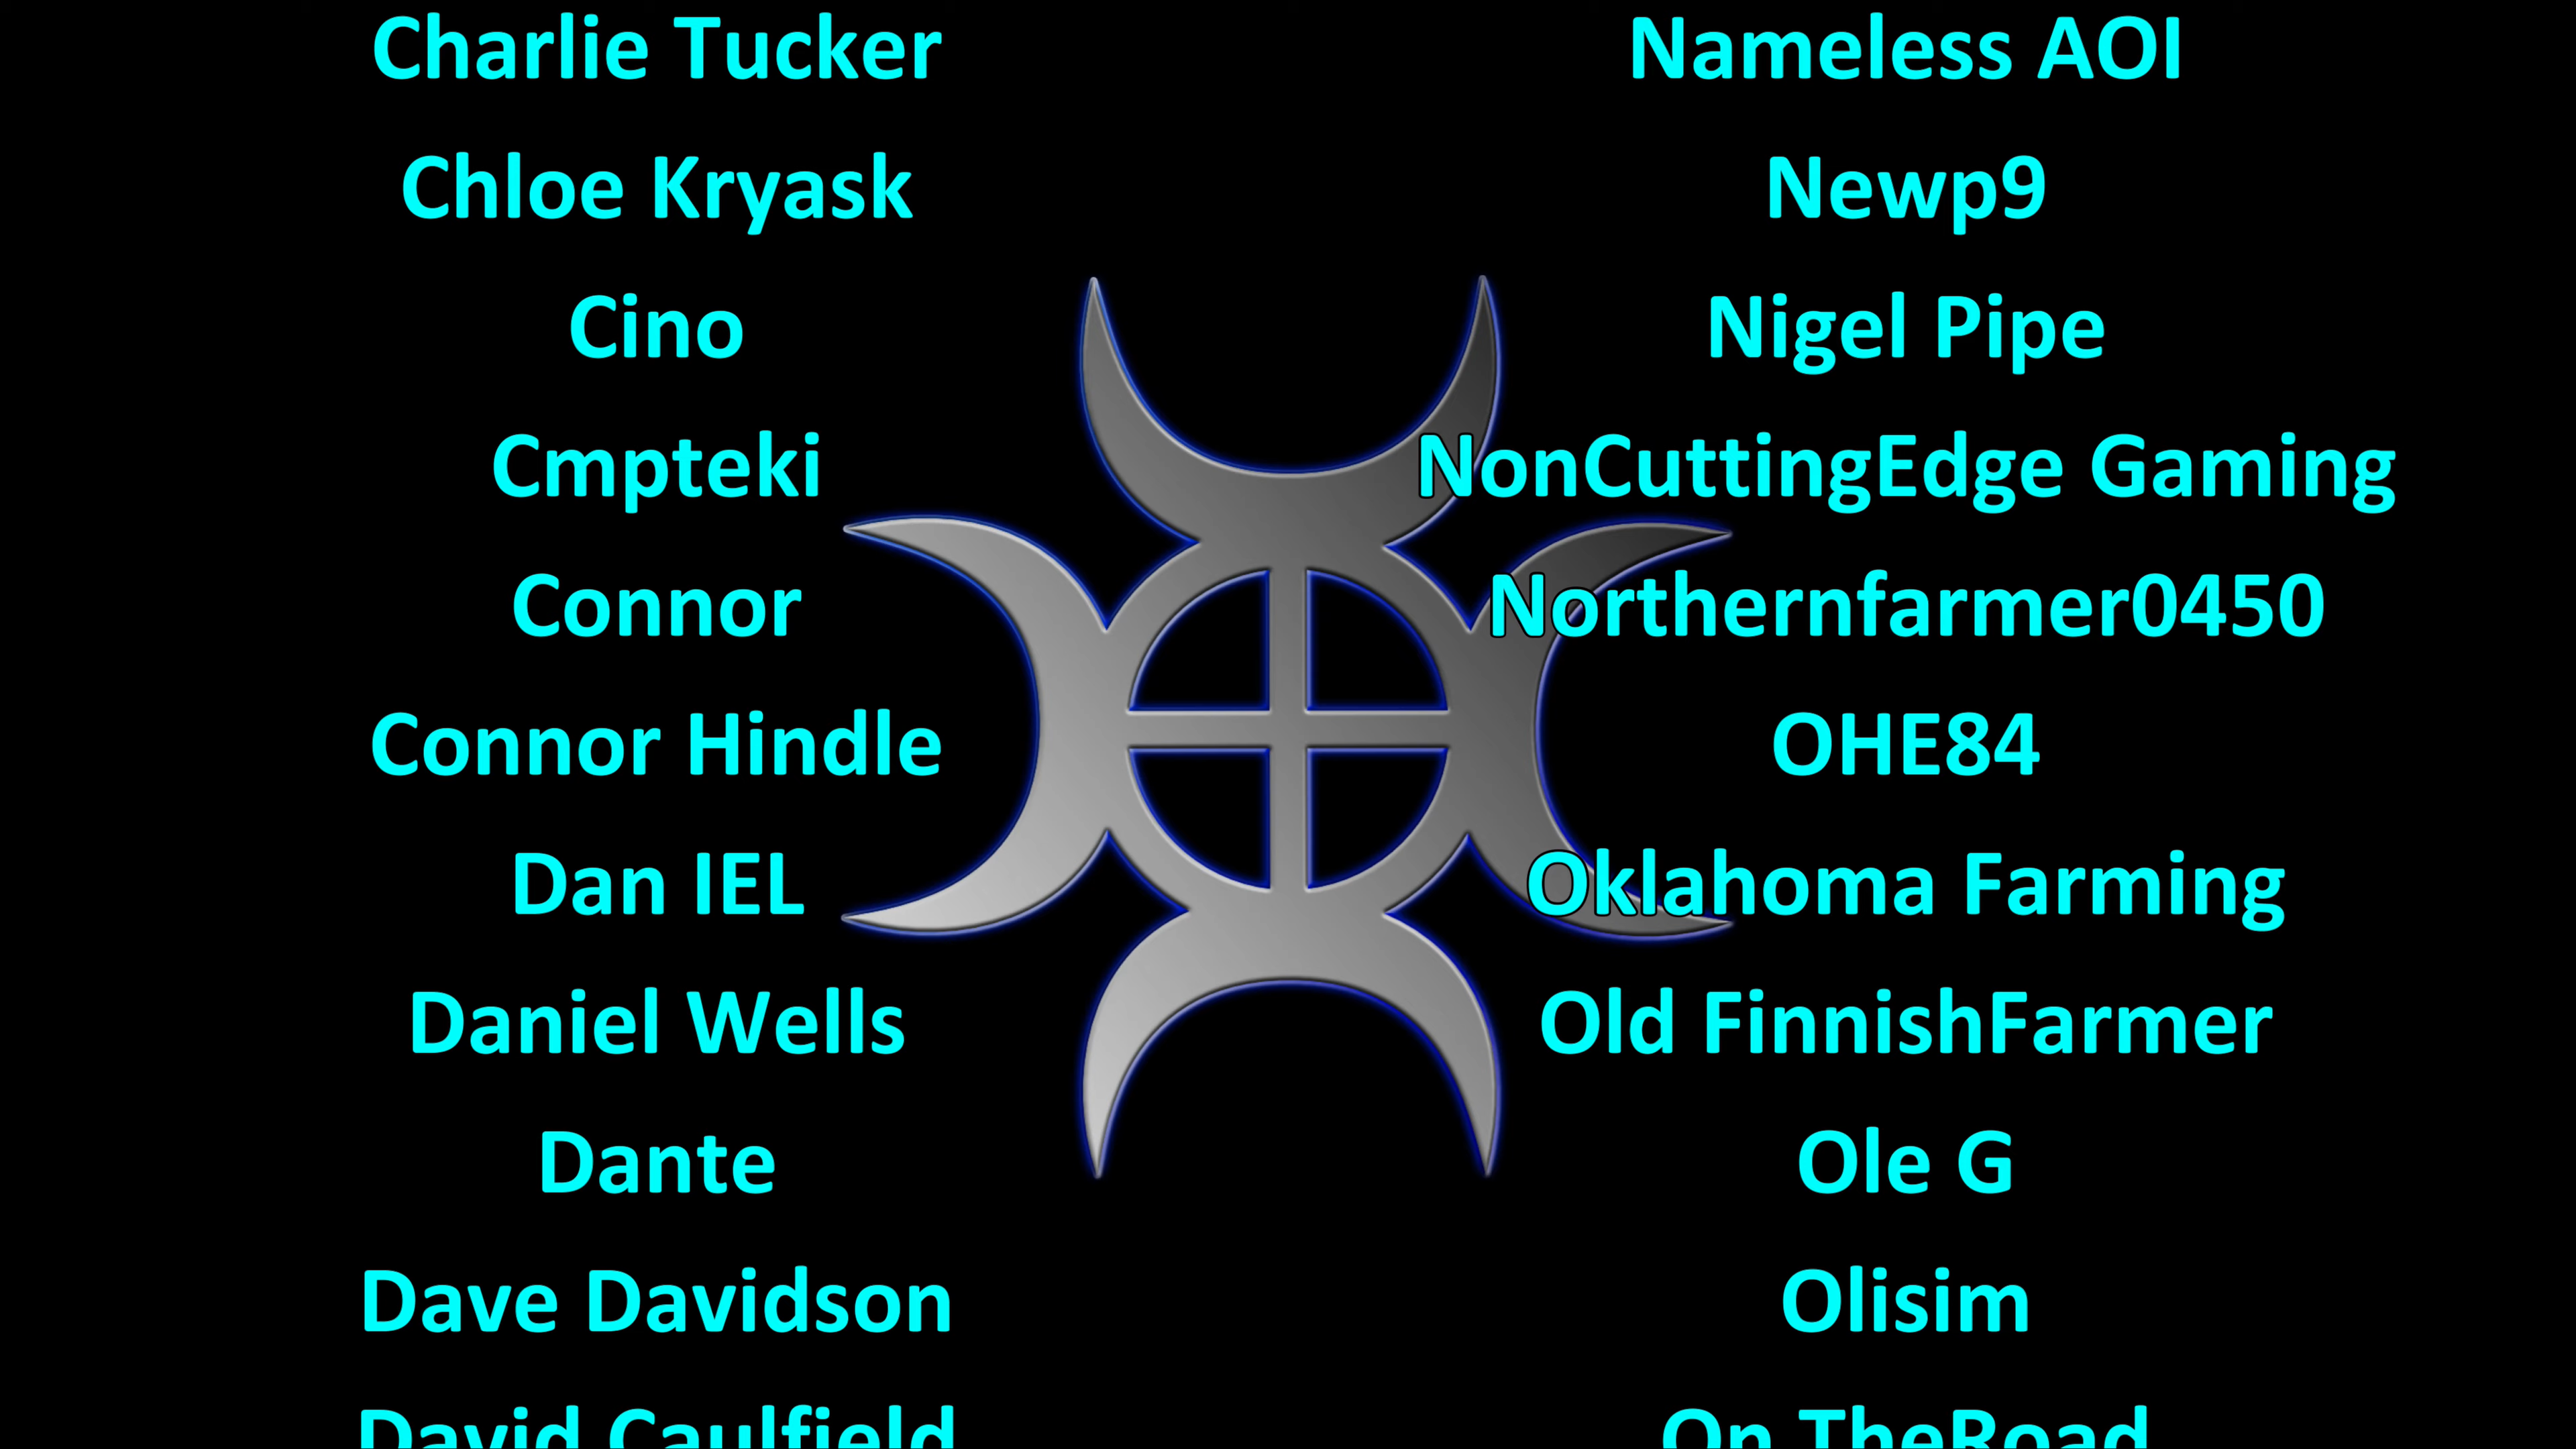 Charlie Tucker
Chloe Kryask
Cino
Cmpteki
Connor
Connor Hindle
Dan IEL
Daniel Wells
Dante
Dave Davidson
David Caulfield
Nameless AOI
Newp9
Nigel Pipe
NonCuttingEdge Gaming
Northernfarmer0450
OHE84
Oklahoma Farming
Old FinnishFarmer
Ole G
Olisim
On TheRoad